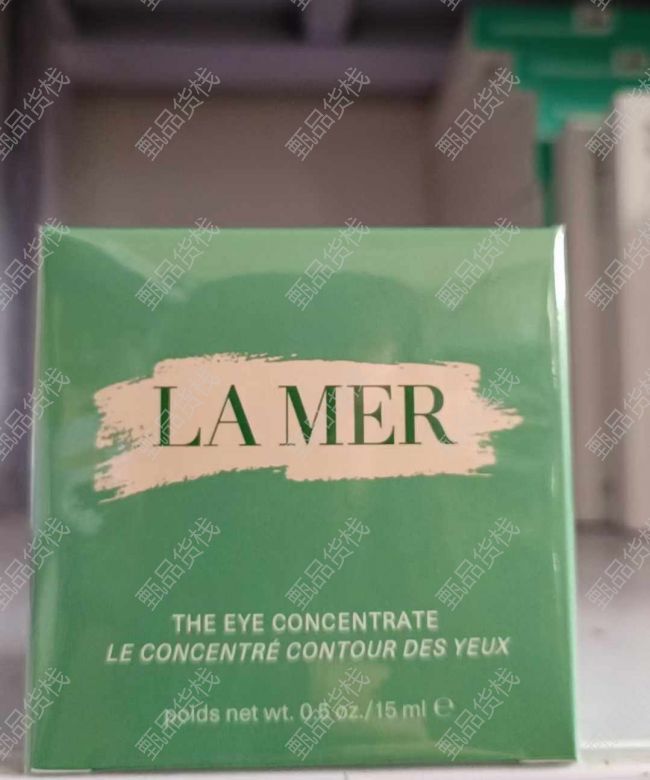 LA MER
THE EYE CONCENTRATE
LE CONCENTRÉ CONTOUR DES YEUX
poids net wt. 0.5 oz./15 ml ℮
甄品货栈